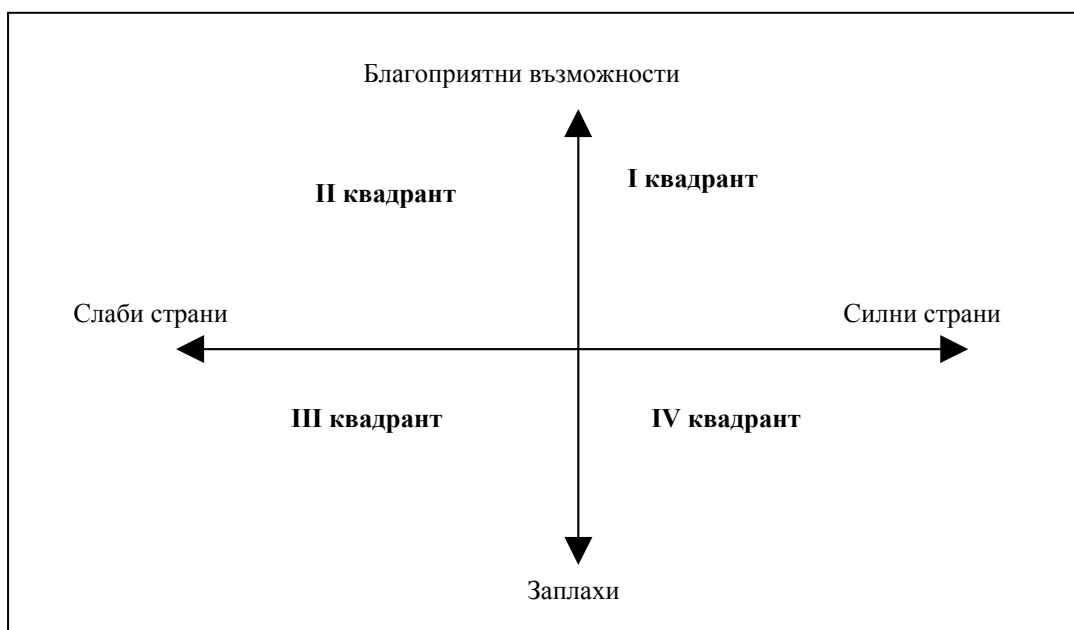 Благоприятни възможности
I квадрант
II квадрант
Слаби страни
Силни страни
III квадрант
IV квадрант
Заплахи